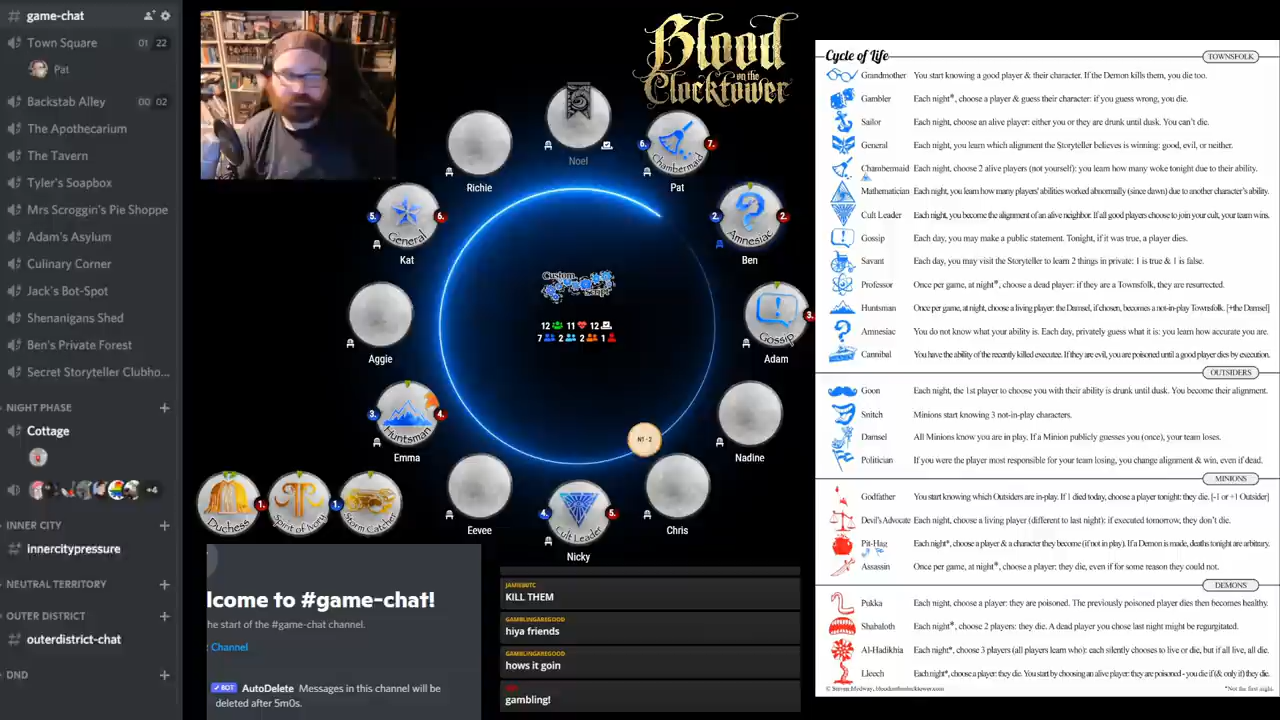 # game-chat
Town Square
01 22
Pat
Backstab Alley
00 02
The Apothecarium
The Tavern
Tyler's Soapbox
Mrs Scroggin's Pie Shoppe
Adam's Asylum
Culinary Corner
Jack's Bot-Spot
Shenanigans Shed
Ben's Private Forest
Secret Storyteller Clubho...
NIGHT PHASE
Cottage
+4
INNER CITY
# innercitypressure
NEUTRAL TERRITORY
OUTER DISTRICT
# outerdistrict-chat
DND
Blood
on the
Clocktower
Noel
Richie
6.
Chambermaid
7.
Pat
5.
General
6.
Kat
2.
Amnesiac
2.
Ben
Aggie
Gossip
3.
Adam
3.
Huntsman
4.
Emma
Nadine
N1 - 2
Duchess
1.
Spirit of Ivory
1.
Storm Catcher
Eevee
4.
Cult Leader
5.
Nicky
Chris
Custom
Script
12 11 12
7 2 2 1
lcome to #game-chat!
he start of the #game-chat channel.
Channel
BOT AutoDelete Messages in this channel will be
deleted after 5m0s.
JAMIEBOTC
KILL THEM
GAMBLINGAREGOOD
hiya friends
GAMBLINGAREGOOD
hows it goin
gambling!
Cycle of Life
TOWNSFOLK
Grandmother You start knowing a good player & their character. If the Demon kills them, you die too.
Gambler Each night*, choose a player & guess their character: if you guess wrong, you die.
Sailor Each night, choose an alive player: either you or they are drunk until dusk. You can't die.
General Each night, you learn which alignment the Storyteller believes is winning: good, evil, or neither.
Chambermaid Each night, choose 2 alive players (not yourself): you learn how many woke tonight due to their ability.
Mathematician Each night, you learn how many players' abilities worked abnormally (since dawn) due to another character's ability.
Cult Leader Each night, you become the alignment of an alive neighbor. If all good players choose to join your cult, your team wins.
Gossip Each day, you may make a public statement. Tonight, if it was true, a player dies.
Savant Each day, you may visit the Storyteller to learn 2 things in private: 1 is true & 1 is false.
Professor Once per game, at night*, choose a dead player: if they are a Townsfolk, they are resurrected.
Huntsman Once per game, at night, choose a living player: the Damsel, if chosen, becomes a not-in-play Townsfolk. [+the Damsel]
Amnesiac You do not know what your ability is. Each day, privately guess what it is: you learn how accurate you are.
Cannibal You have the ability of the recently killed executee. If they are evil, you are poisoned until a good player dies by execution.
OUTSIDERS
Goon Each night, the 1st player to choose you with their ability is drunk until dusk. You become their alignment.
Snitch Minions start knowing 3 not-in-play characters.
Damsel All Minions know you are in play. If a Minion publicly guesses you (once), your team loses.
Politician If you were the player most responsible for your team losing, you change alignment & win, even if dead.
MINIONS
Godfather You start knowing which Outsiders are in-play. If 1 died today, choose a player tonight: they die. [-1 or +1 Outsider]
Devil's Advocate Each night, choose a living player (different to last night): if executed tomorrow, they don't die.
Pit-Hag Each night*, choose a player & a character they become (if not in play). If a Demon is made, deaths tonight are arbitrary.
Assassin Once per game, at night*, choose a player: they die, even if for some reason they could not.
DEMONS
Pukka Each night, choose a player: they are poisoned. The previously poisoned player dies then becomes healthy.
Shabaloth Each night*, choose 2 players: they die. A dead player you chose last night might be regurgitated.
Al-Hadikhia Each night*, choose 3 players (all players learn who): each silently chooses to live or die, but if all live, all die.
Lleech Each night*, choose a player: they die. You start by choosing an alive player: they are poisoned - you die if (& only if) they die.
© Steven Medway, bloodontheclocktower.com
*Not the first night.